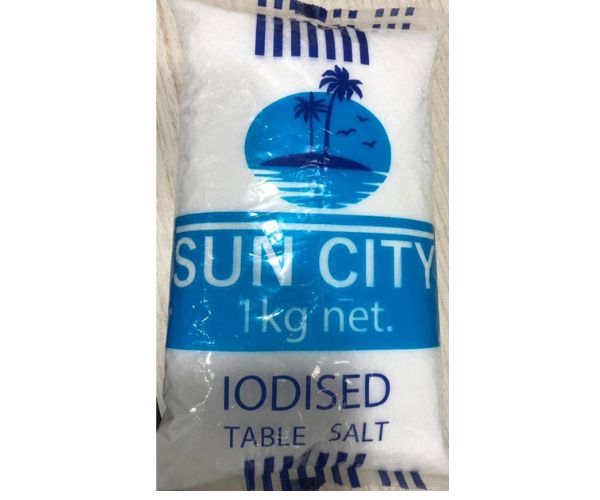 SUN CITY
1kg net.
IODISED
TABLE SALT